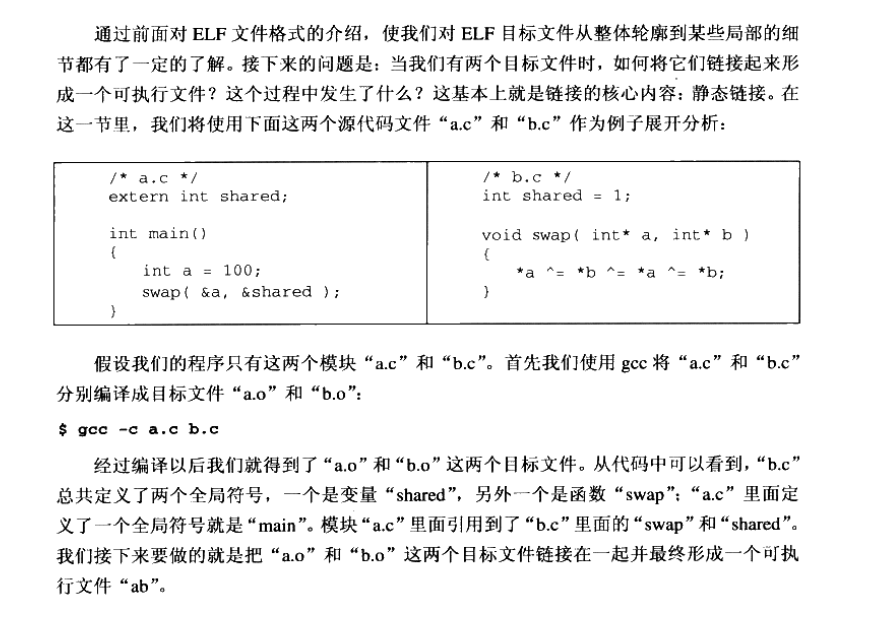 通过前面对 ELF 文件格式的介绍，使我们对 ELF 目标文件从整体轮廓到某些局部的细
节都有了一定的了解。接下来的问题是：当我们有两个目标文件时，如何将它们链接起来形
成一个可执行文件？这个过程中发生了什么？这基本上就是链接的核心内容：静态链接。在
这一节里，我们将使用下面这两个源代码文件“a.c”和“b.c”作为例子展开分析：
/* a.c */
extern int shared;
int main()
{
int a = 100;
swap( &a, &shared );
}
/* b.c */
int shared = 1;
void swap( int* a, int* b )
{
*a ^= *b ^= *a ^= *b;
}
假设我们的程序只有这两个模块“a.c”和“b.c”。首先我们使用 gcc 将“a.c”和“b.c”
分别编译成目标文件“a.o”和“b.o”：
$ gcc -c a.c b.c
经过编译以后我们就得到了“a.o”和“b.o”这两个目标文件。从代码中可以看到，“b.c”
总共定义了两个全局符号，一个是变量“shared”，另外一个是函数“swap”；“a.c”里面定
义了一个全局符号就是“main”。模块“a.c”里面引用到了“b.c”里面的“swap”和“shared”。
我们接下来要做的就是把“a.o”和“b.o”这两个目标文件链接在一起并最终形成一个可执
行文件“ab”。